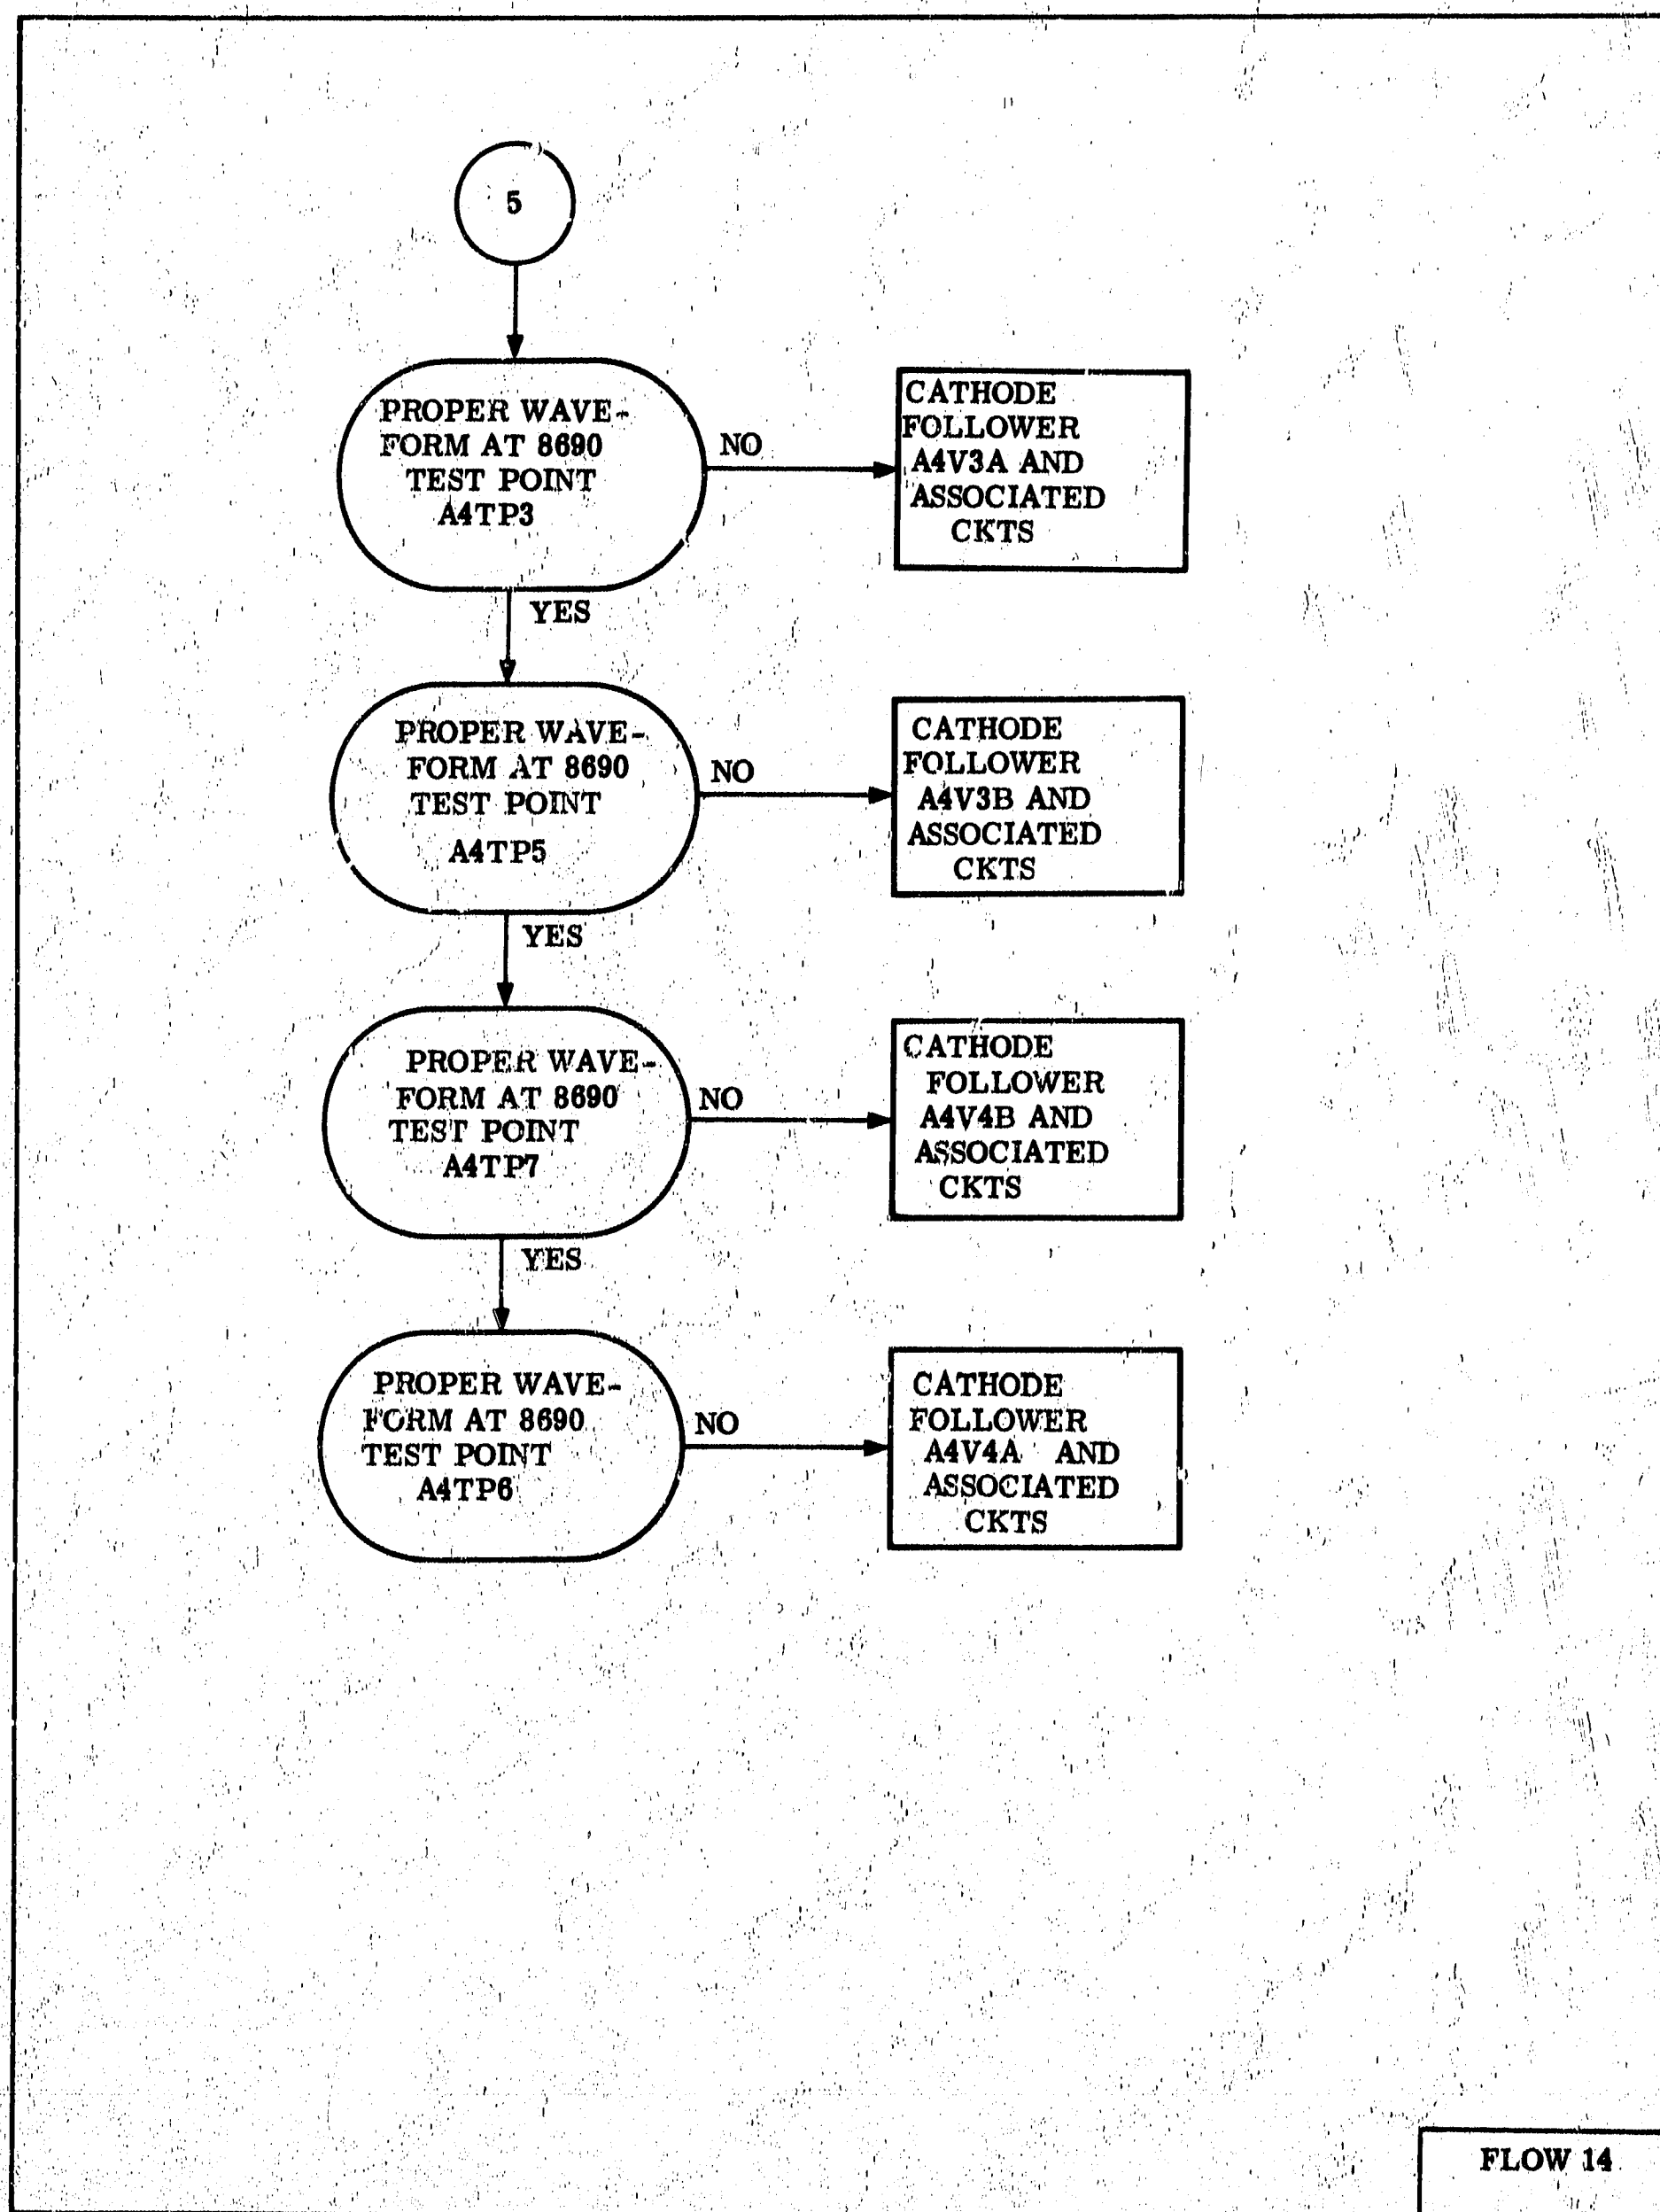 5
PROPER WAVE-
FORM AT 8690
TEST POINT
A4TP3
NO
CATHODE
FOLLOWER
A4V3A AND
ASSOCIATED
CKTS
YES
PROPER WAVE-
FORM AT 8690
TEST POINT
A4TP5
NO
CATHODE
FOLLOWER
A4V3B AND
ASSOCIATED
CKTS
YES
PROPER WAVE-
FORM AT 8690
TEST POINT
A4TP7
NO
CATHODE
FOLLOWER
A4V4B AND
ASSOCIATED
CKTS
YES
PROPER WAVE-
FORM AT 8690
TEST POINT
A4TP6
NO
CATHODE
FOLLOWER
A4V4A AND
ASSOCIATED
CKTS
FLOW 14